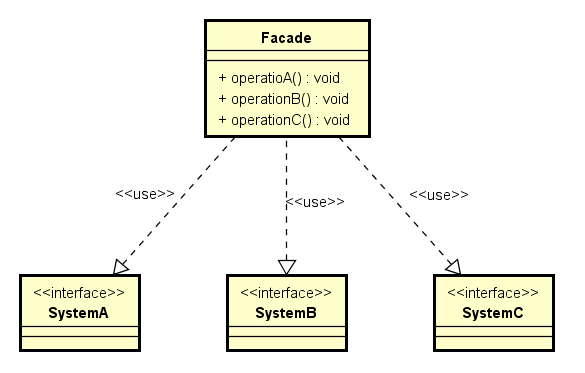 Facade
+ operatioA() : void
+ operationB() : void
+ operationC() : void
<<use>>
<<use>>
<<use>>
<<interface>>
SystemA
<<interface>>
SystemB
<<interface>>
SystemC